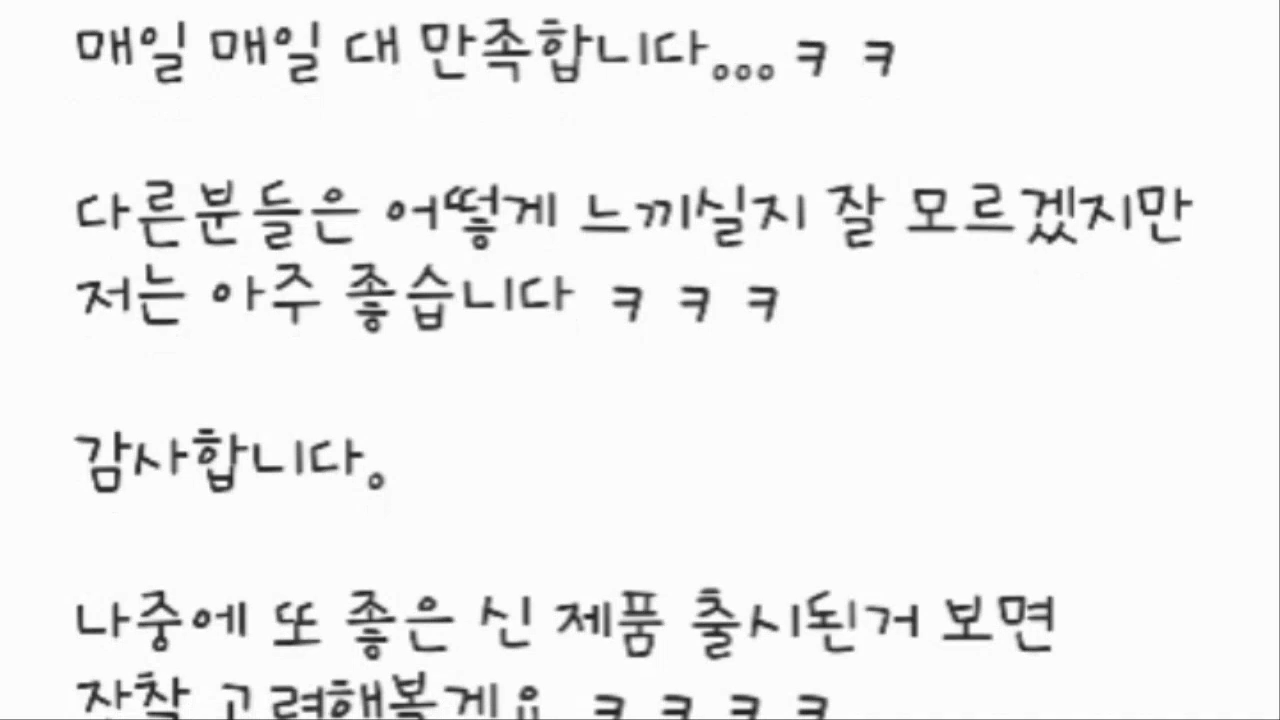 매일 매일 대 만족합니다... ㅋ ㅋ
다른분들은 어떻게 느끼실지 잘 모르겠지만
저는 아주 좋습니다 ㅋ ㅋ ㅋ
감사합니다.
나중에 또 좋은 신 제품 출시된거 보면
고려해볼게요 ㅋ ㅋ ㅋ ㅋ